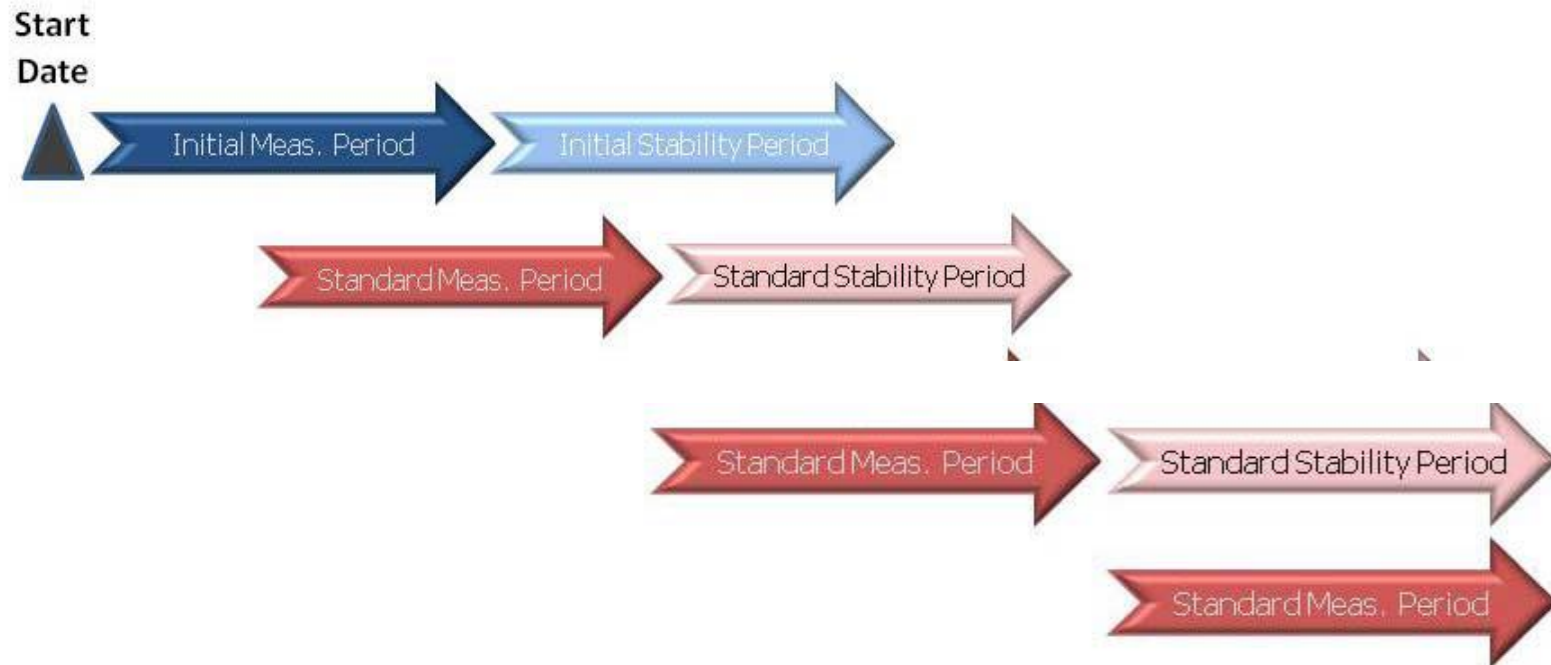 Start
Date
Initial Meas. Period
Initial Stability Period
Standard Meas. Period
Standard Stability Period
Standard Meas. Period
Standard Stability Period
Standard Meas. Period